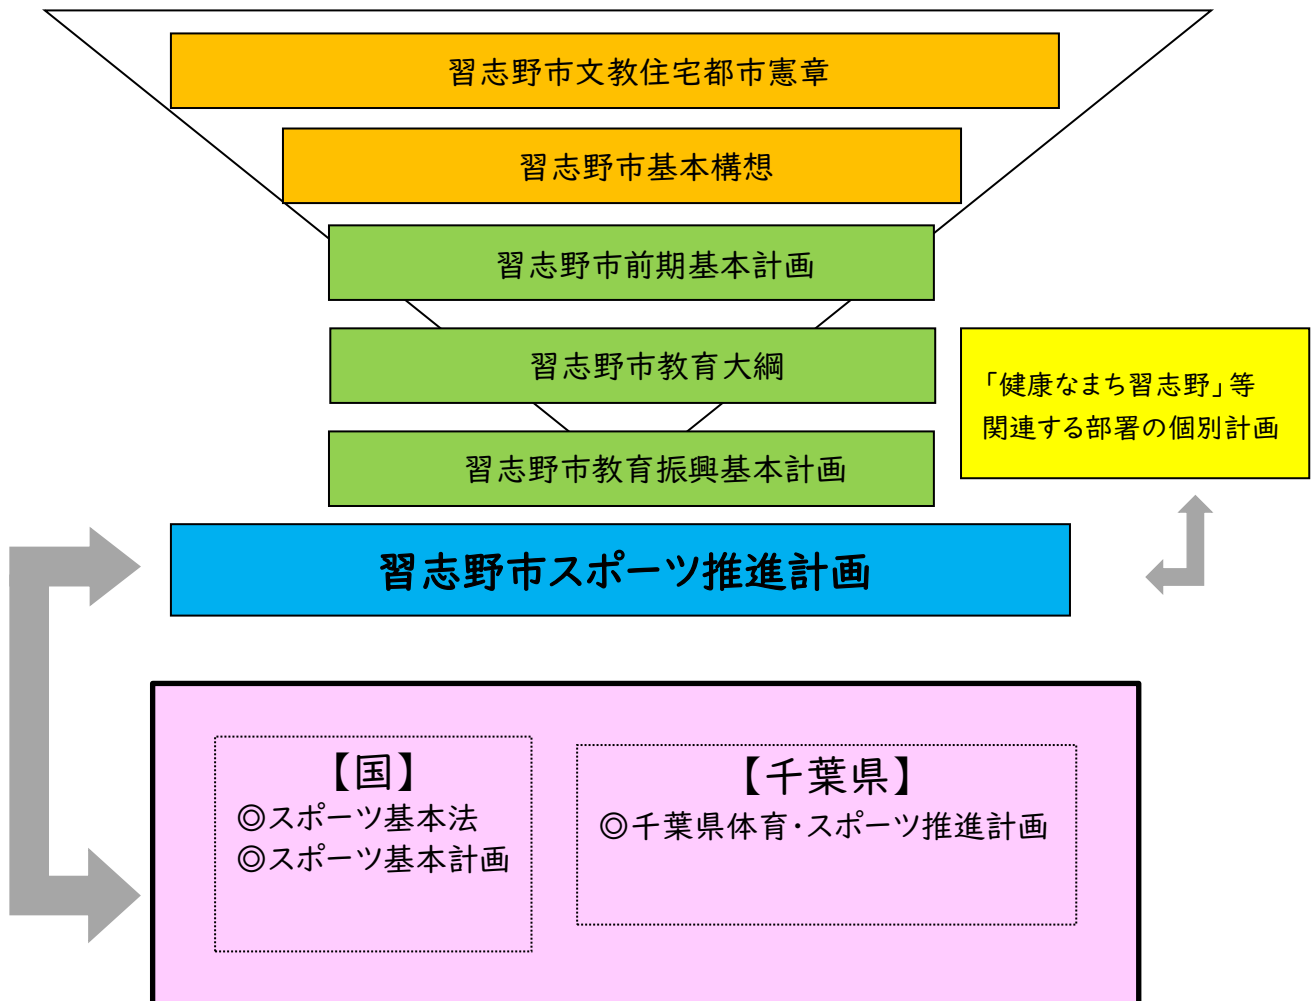 習志野市文教住宅都市憲章
習志野市基本構想
習志野市前期基本計画
習志野市教育大綱
「健康なまち習志野」等
関連する部署の個別計画
習志野市教育振興基本計画
習志野市スポーツ推進計画
【国】
◎スポーツ基本法
◎スポーツ基本計画
【千葉県】
◎千葉県体育・スポーツ推進計画